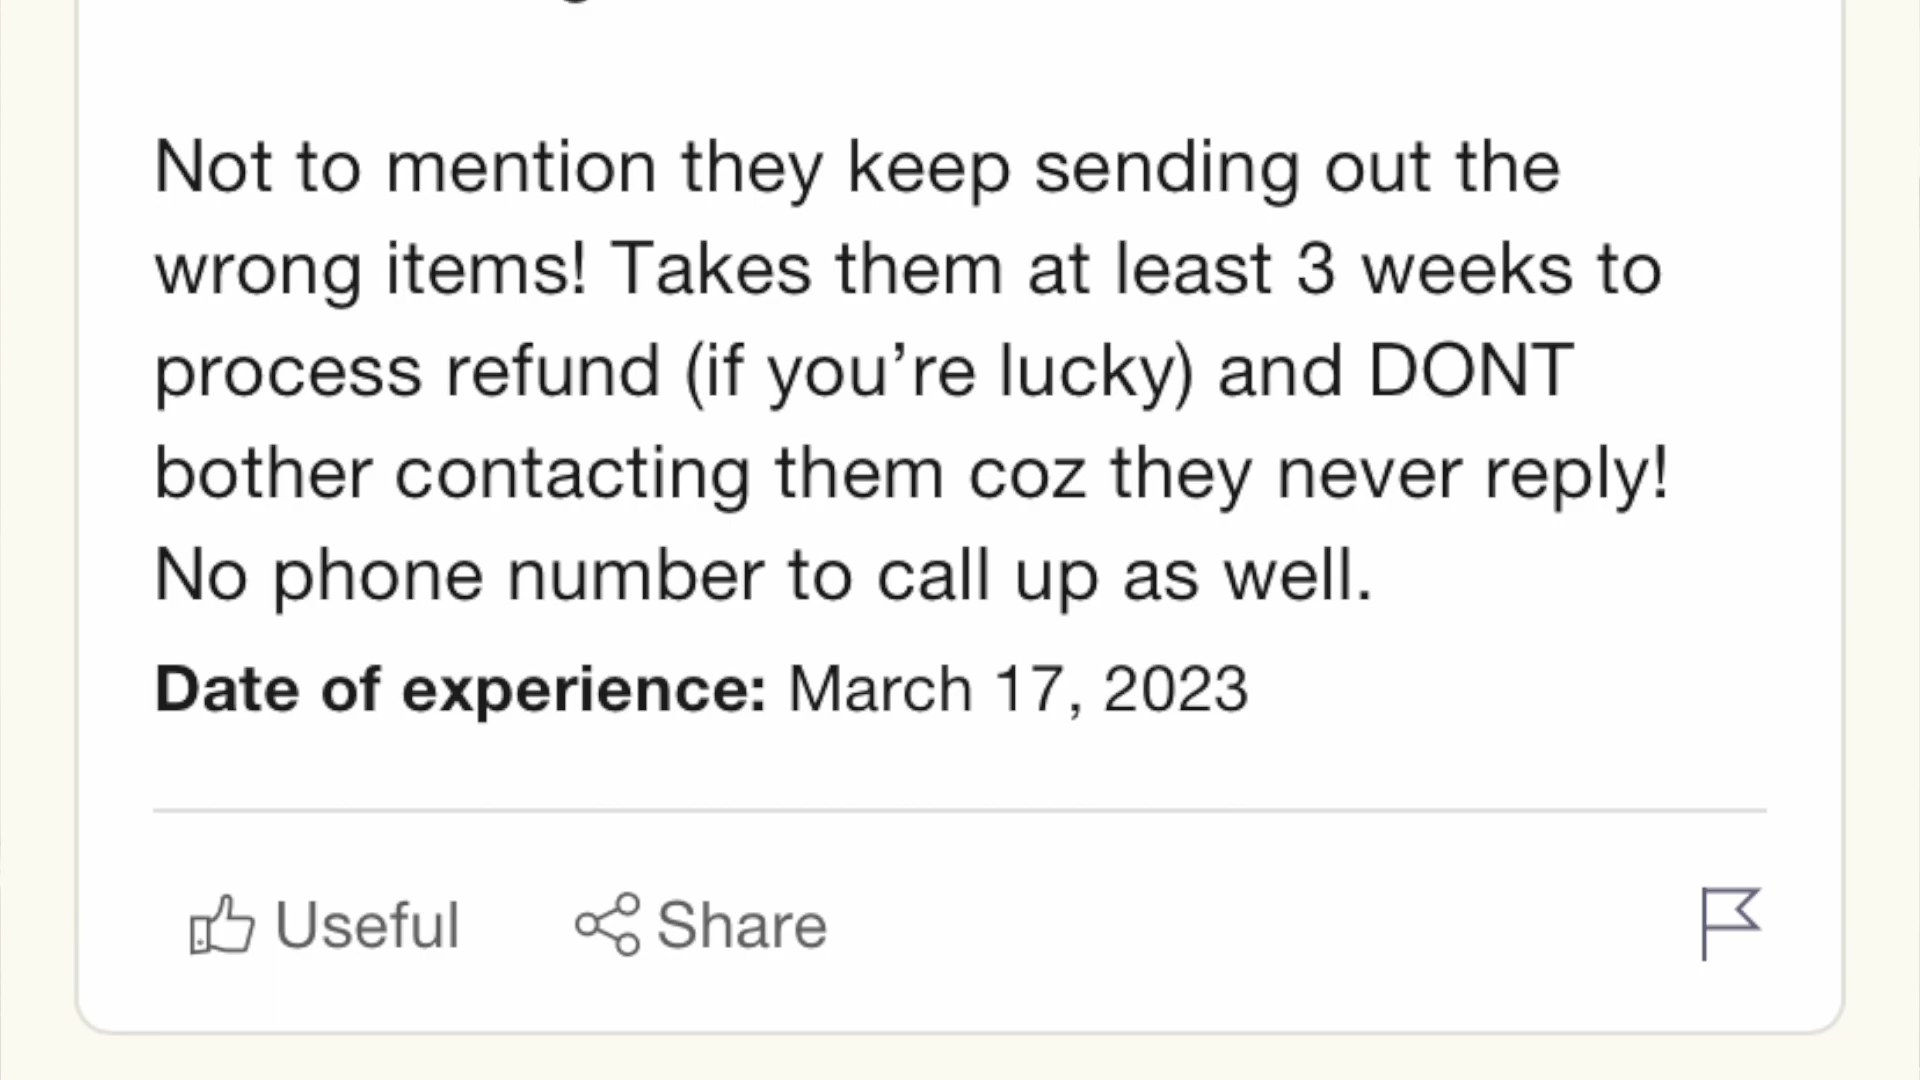 Not to mention they keep sending out the
wrong items! Takes them at least 3 weeks to
process refund (if you’re lucky) and DONT
bother contacting them coz they never reply!
No phone number to call up as well.
Date of experience: March 17, 2023
Useful Share